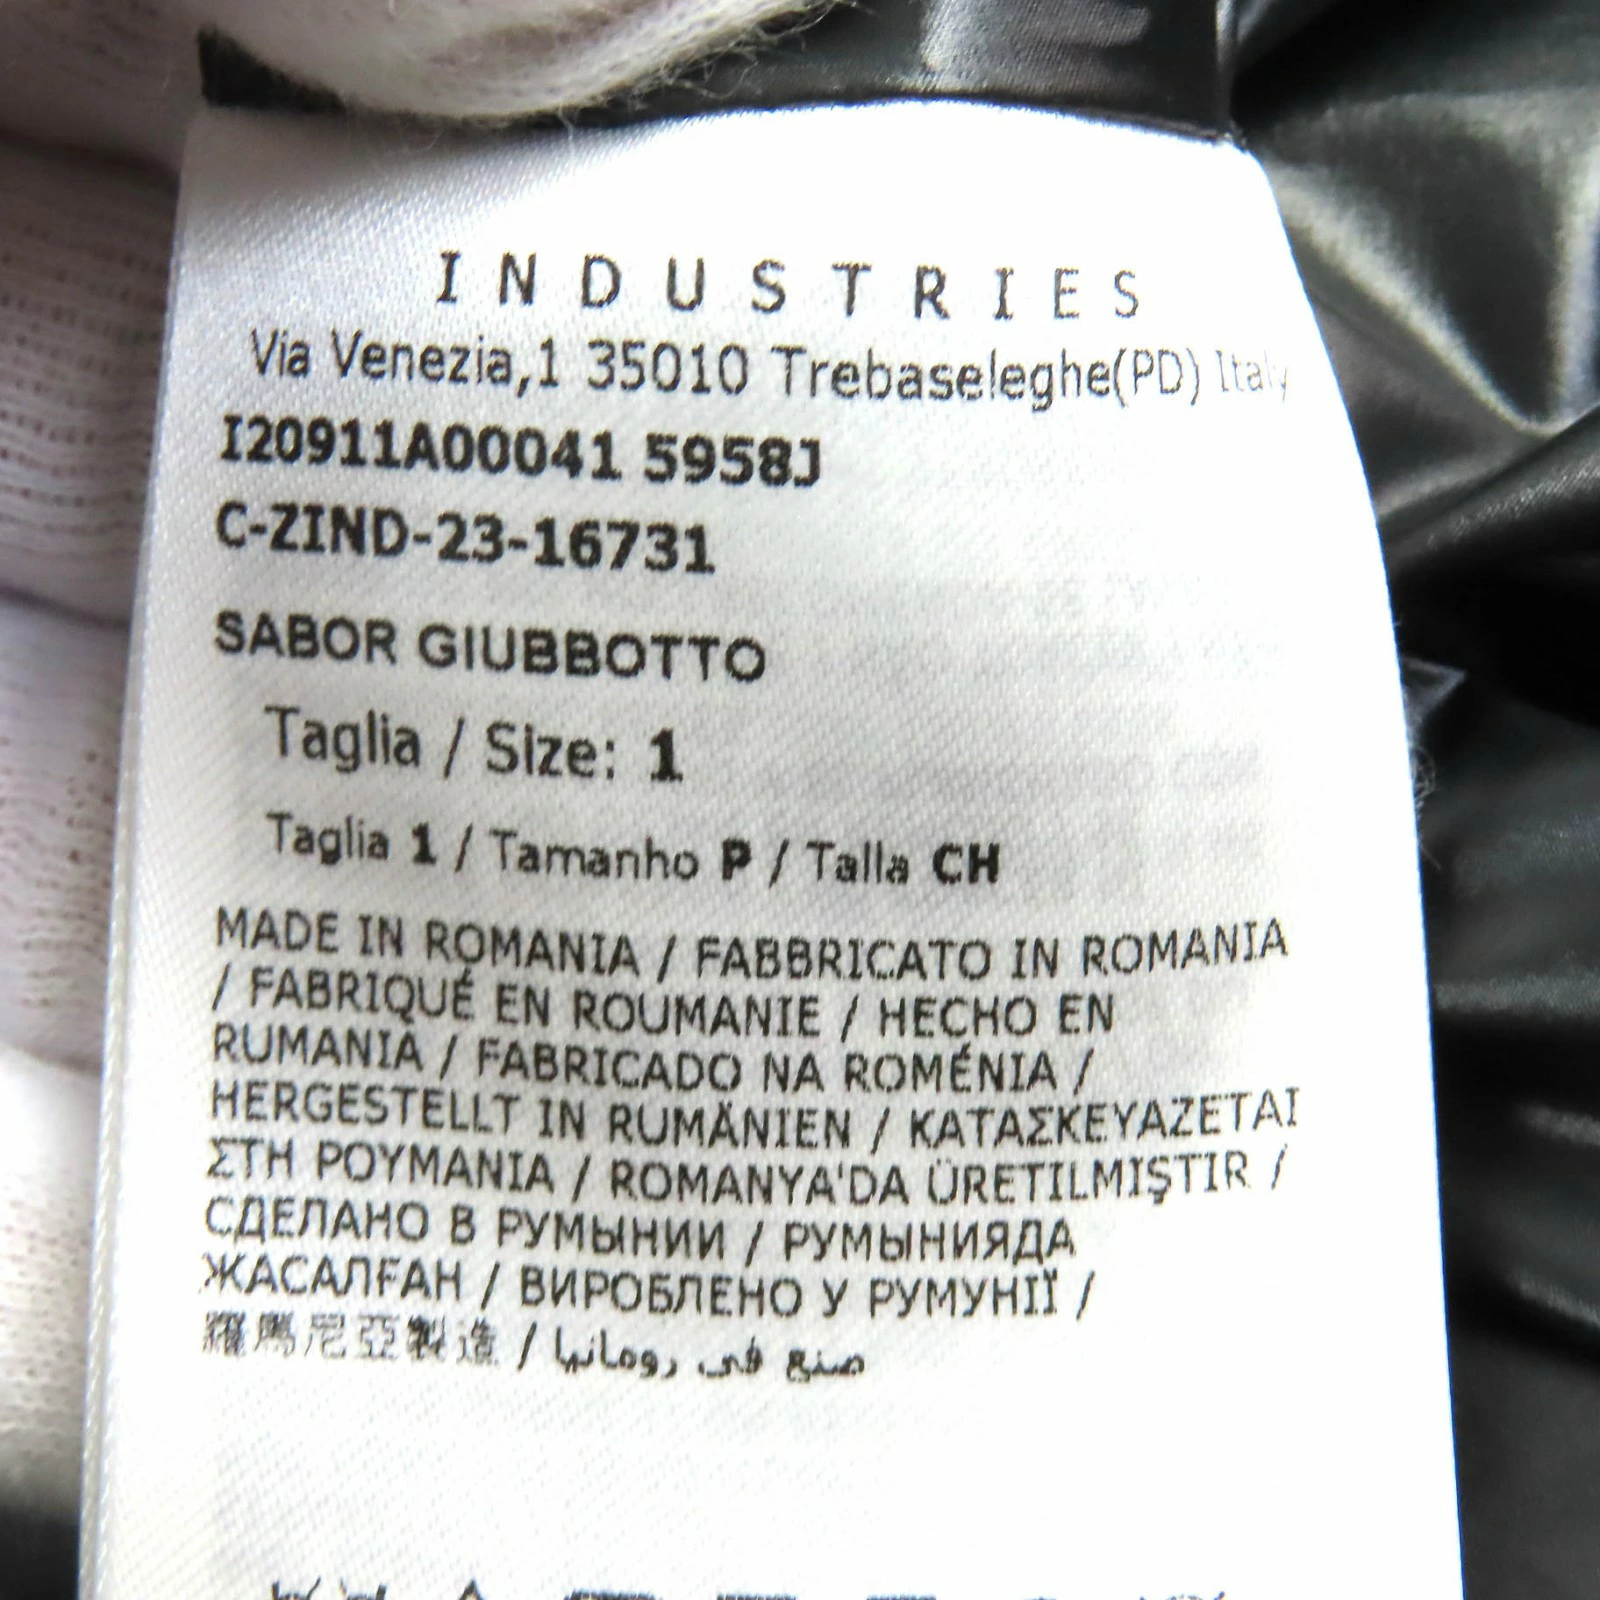 INDUSTRIES
Via Venezia,1 35010 Trebaseleghe(PD) Italy
I20911A00041 5958J
C-ZIND-23-16731
SABOR GIUBBOTTO
Taglia / Size: 1
Taglia 1 / Tamanho P / Talla CH
MADE IN ROMANIA / FABBRICATO IN ROMANIA
/ FABRIQUÉ EN ROUMANIE / HECHO EN
RUMANIA / FABRICADO NA ROMÉNIA /
HERGESTELLT IN RUMÄNIEN / ΚΑΤΑΣΚΕΥΑΖΕΤΑΙ
ΣΤΗ ΡΟΥΜΑΝΙΑ / ROMANYA'DA ÜRETILMIŞTIR /
СДЕЛАНО В РУМЫНИИ / РУМЫНИЯДА
ЖАСАЛҒАН / ВИРОБЛЕНО У РУМУНІЇ /
羅馬尼亞製造 / صنع في رومانيا